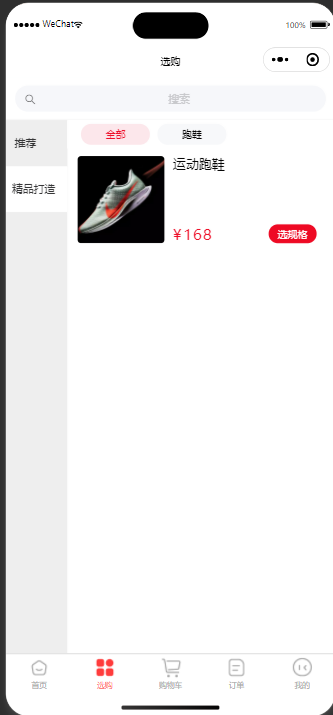 WeChat
100%
选购
搜索
推荐
全部
跑鞋
精品打造
运动跑鞋
¥168
选规格
首页
选购
购物车
订单
我的